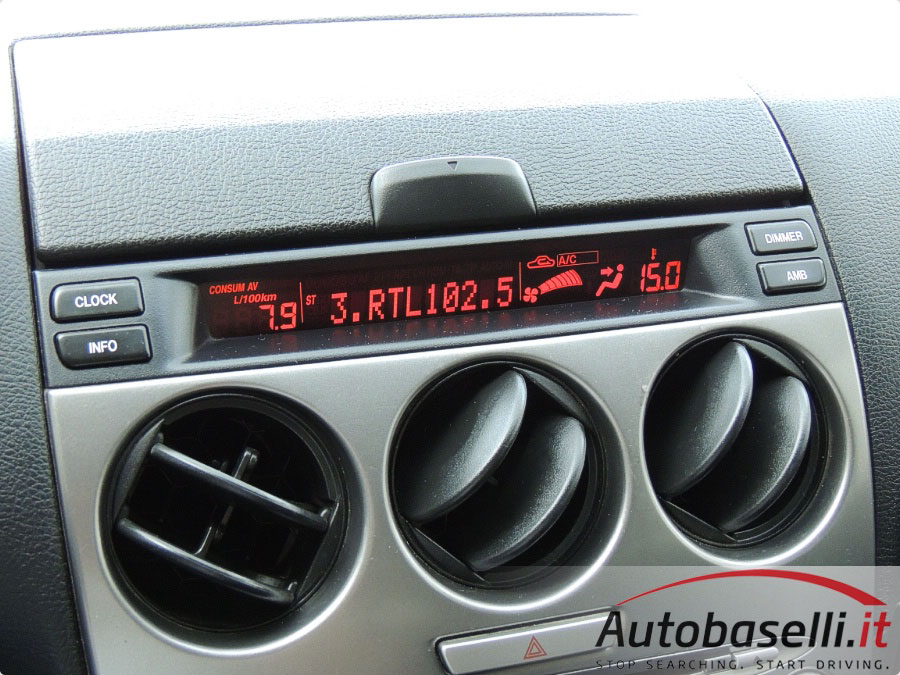 CLOCK
INFO
CONSUM AV
L/100km
7.9
ST
3.RTL102.5
A/C
15.0
DIMMER
AMB
Autobaselli.it
STOP SEARCHING. START DRIVING.